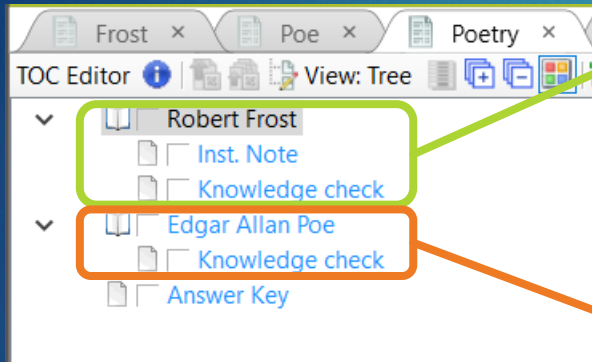 Frost × Poe × Poetry ×
TOC Editor View: Tree
Robert Frost
Inst. Note
Knowledge check
Edgar Allan Poe
Knowledge check
Answer Key